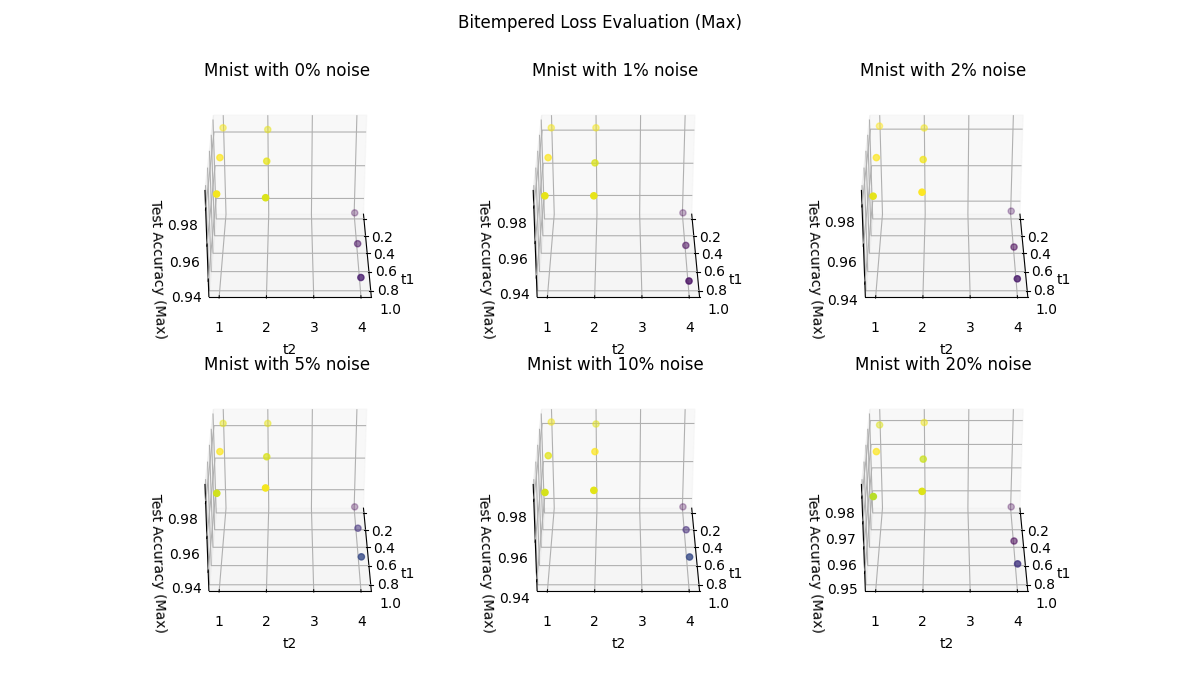 Bitempered Loss Evaluation (Max)
Mnist with 0% noise
Test Accuracy (Max)
0.98
0.96
0.94
0.2
0.4
0.6
0.8
1.0
t1
1 2 3 4
t2
Mnist with 1% noise
Test Accuracy (Max)
0.98
0.96
0.94
0.2
0.4
0.6
0.8
1.0
t1
1 2 3 4
t2
Mnist with 2% noise
Test Accuracy (Max)
0.98
0.96
0.94
0.2
0.4
0.6
0.8
1.0
t1
1 2 3 4
t2
Mnist with 5% noise
Test Accuracy (Max)
0.98
0.96
0.94
0.2
0.4
0.6
0.8
1.0
t1
1 2 3 4
t2
Mnist with 10% noise
Test Accuracy (Max)
0.98
0.96
0.94
0.2
0.4
0.6
0.8
1.0
t1
1 2 3 4
t2
Mnist with 20% noise
Test Accuracy (Max)
0.98
0.97
0.96
0.95
0.2
0.4
0.6
0.8
1.0
t1
1 2 3 4
t2